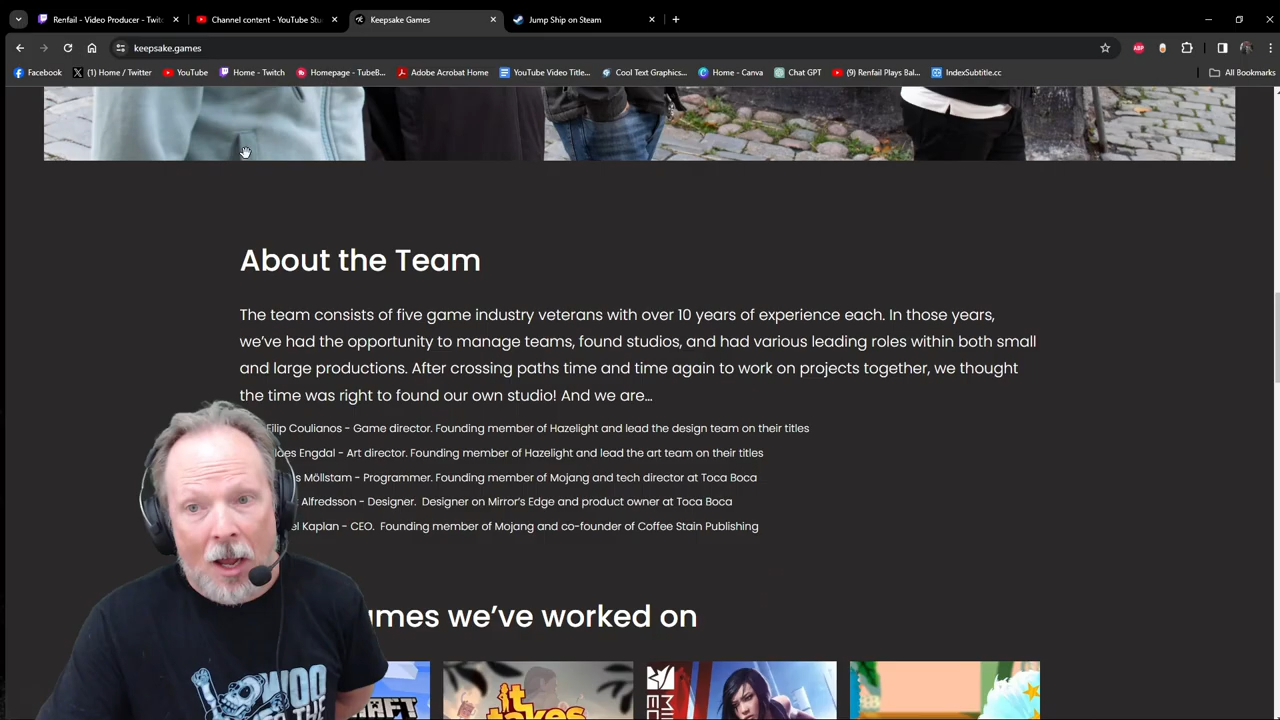 Renfail - Video Producer - Twitc
Channel content - YouTube Stu
Keepsake Games
Jump Ship on Steam
keepsake.games
Facebook
(1) Home / Twitter
YouTube
Home - Twitch
Homepage - TubeB...
Adobe Acrobat Home
YouTube Video Title...
Cool Text Graphics...
Home - Canva
Chat GPT
(9) Renfail Plays Bal...
IndexSubtitle.cc
All Bookmarks
ABP
About the Team
The team consists of five game industry veterans with over 10 years of experience each. In those years,
we've had the opportunity to manage teams, found studios, and had various leading roles within both small
and large productions. After crossing paths time and time again to work on projects together, we thought
the time was right to found our own studio! And we are...
Filip Coulianos - Game director. Founding member of Hazelight and lead the design team on their titles
Engdal - Art director. Founding member of Hazelight and lead the art team on their titles
Möllstam - Programmer. Founding member of Mojang and tech director at Toca Boca
Alfredsson - Designer. Designer on Mirror's Edge and product owner at Toca Boca
Kaplan - CEO. Founding member of Mojang and co-founder of Coffee Stain Publishing
we've worked on
it
takes